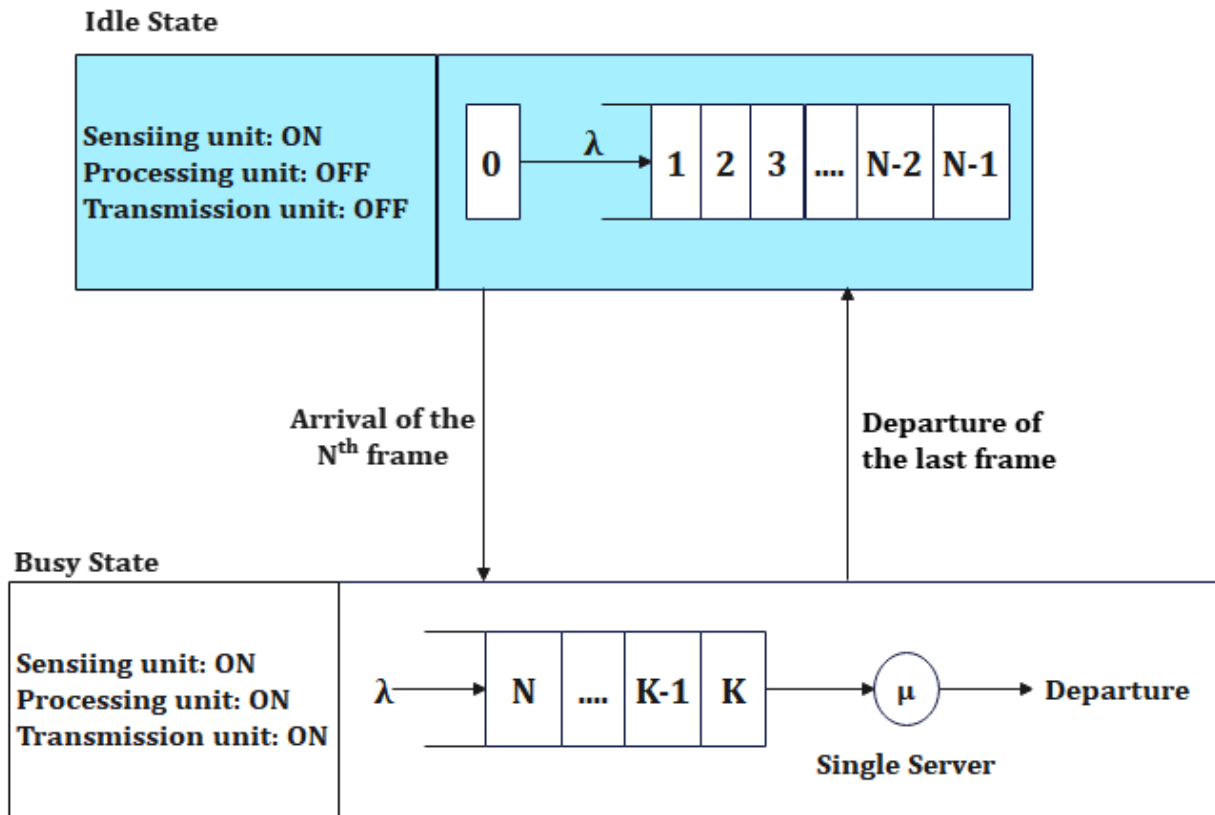 Idle State
Sensiing unit: ON
Processing unit: OFF
Transmission unit: OFF
0
λ
1 2 3 .... N-2 N-1
Arrival of the
Nth frame
Departure of
the last frame
Busy State
Sensiing unit: ON
Processing unit: ON
Transmission unit: ON
λ
N .... K-1 K
μ
Departure
Single Server